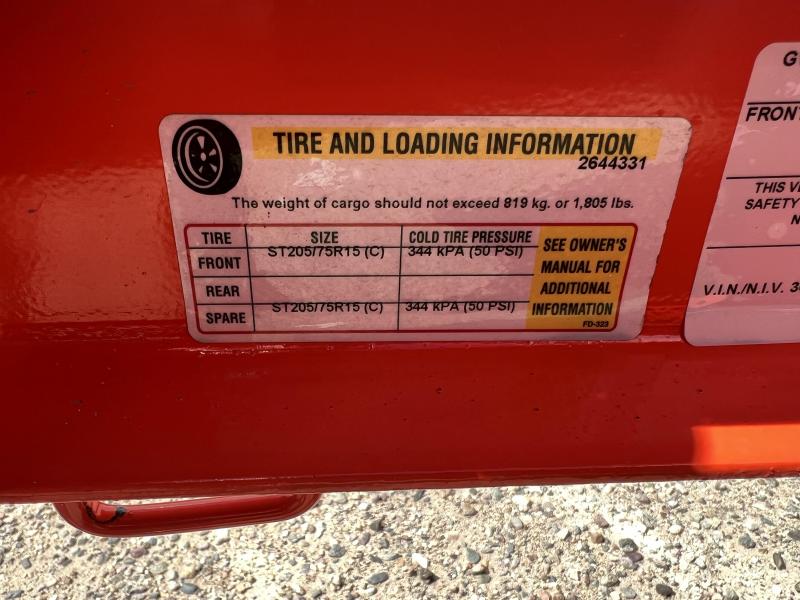 TIRE AND LOADING INFORMATION
2644331
The weight of cargo should not exceed 819 kg. or 1,805 lbs.
TIRE SIZE COLD TIRE PRESSURE
FRONT ST205/75R15 (C) 344 kPA (50 PSI)
REAR
SPARE ST205/75R15 (C) 344 kPA (50 PSI)
SEE OWNER'S
MANUAL FOR
ADDITIONAL
INFORMATION
FD-323
FRONT
THIS
SAFETY
V.I.N./N.I.V.